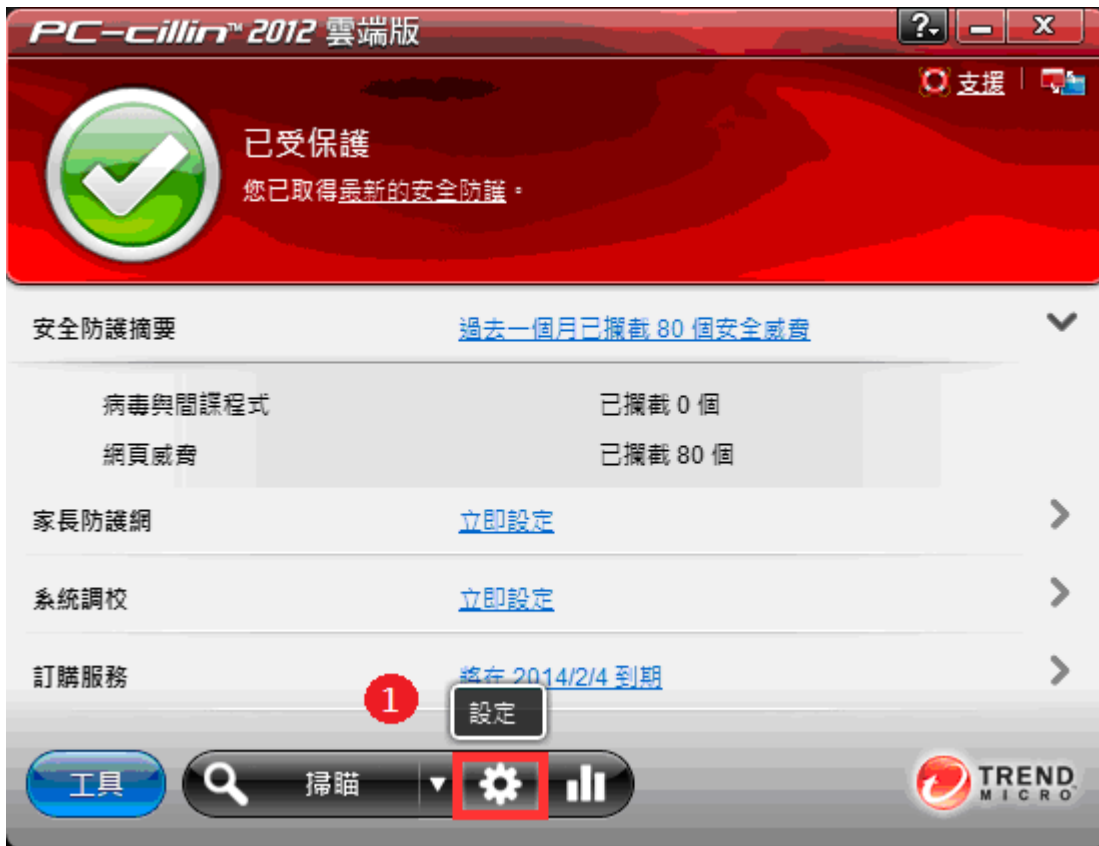 PC-cillin™ 2012 雲端版
?
X
支援
已受保護
您已取得最新的安全防護。
安全防護摘要 過去一個月已攔截 80 個安全威脅
病毒與間諜程式 已攔截 0 個
網頁威脅 已攔截 80 個
家長防護網 立即設定
系統調校 立即設定
訂購服務 將在 2014/2/4 到期
1
設定
工具 掃瞄
TREND
MICRO